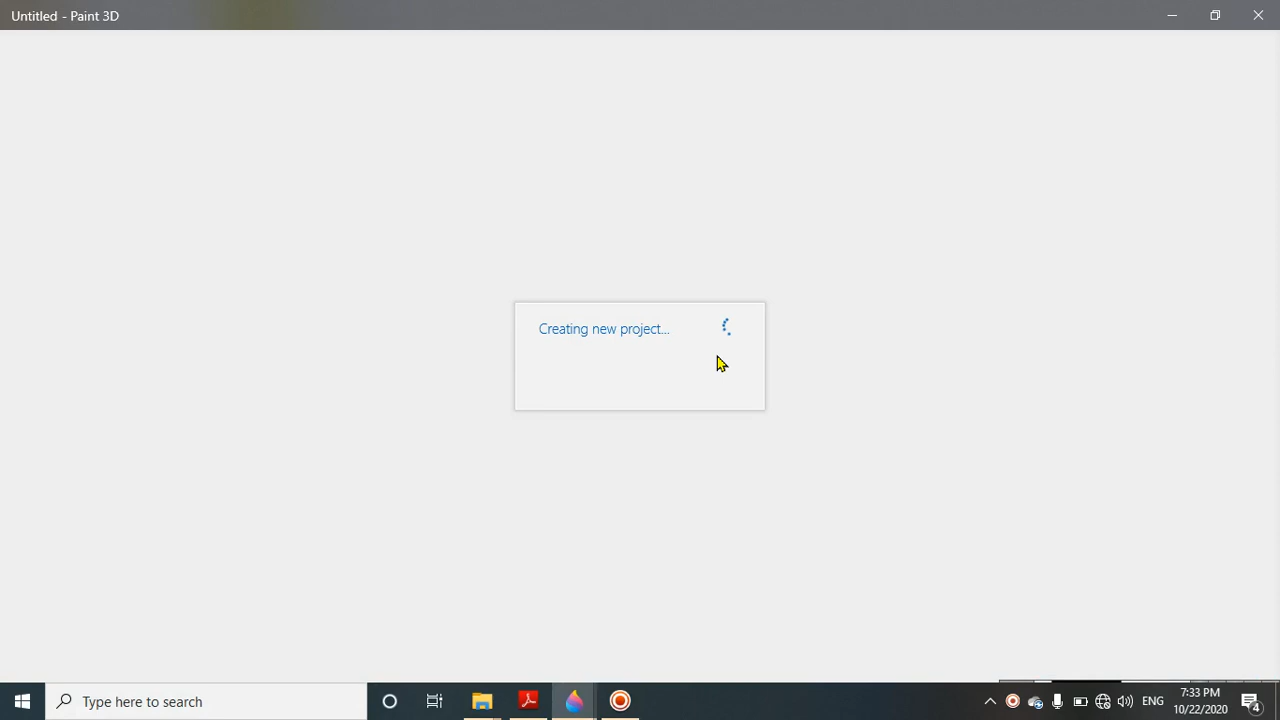 Untitled - Paint 3D
Creating new project...
Type here to search
ENG
7:33 PM
10/22/2020
4